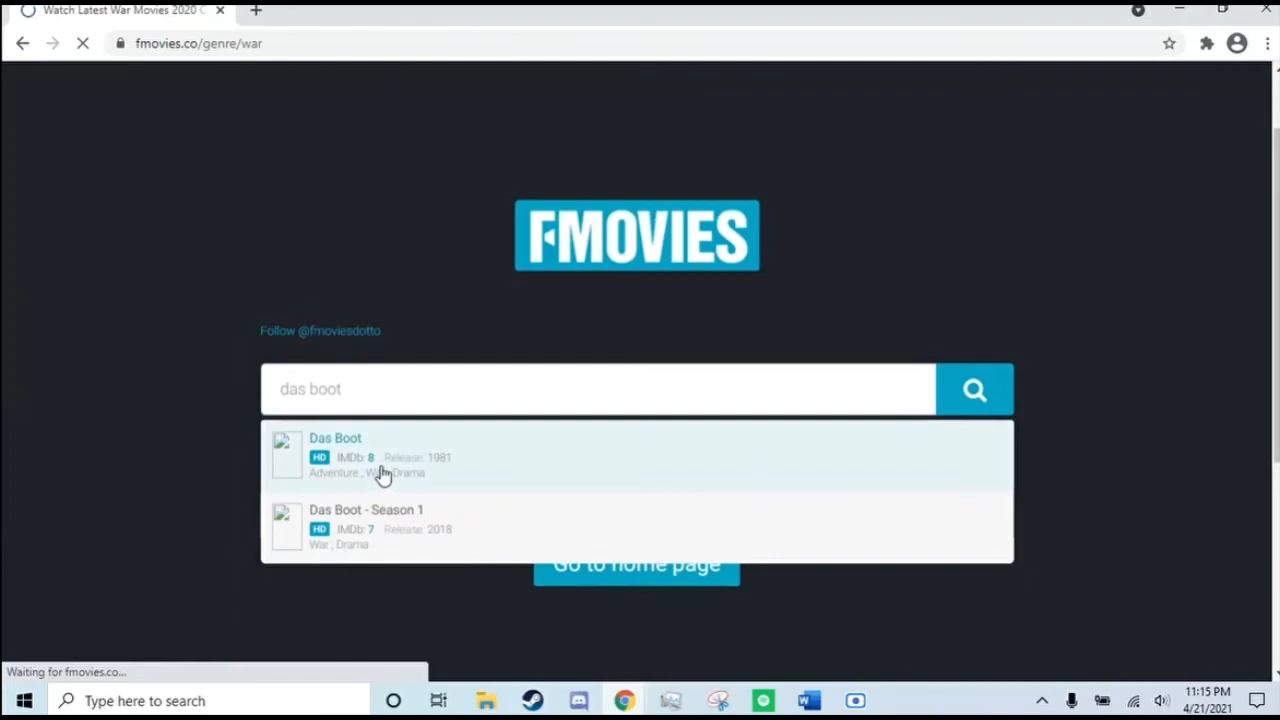 Watch Latest War Movies 2020 C
fmovies.co/genre/war
FMOVIES
Follow @fmoviesdotto
das boot
Das Boot
HD IMDb: 8 Release: 1981
Adventure , Drama
Das Boot - Season 1
HD IMDb: 7 Release: 2018
War , Drama
Go to home page
Waiting for fmovies.co...
Type here to search
11:15 PM
4/21/2021